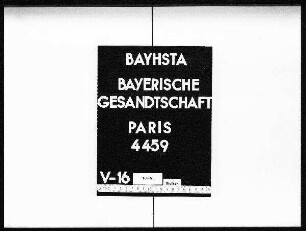 BAYHSTA
BAYERISCHE
GESANDTSCHAFT
PARIS
4459
V-16